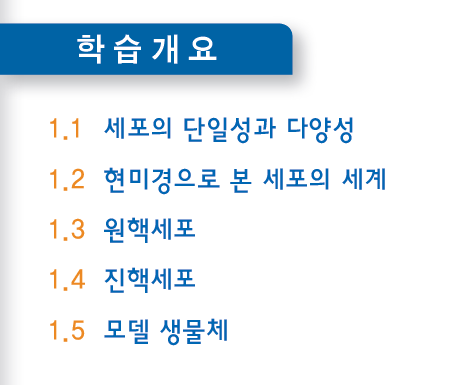 학습개요
1.1 세포의 단일성과 다양성
1.2 현미경으로 본 세포의 세계
1.3 원핵세포
1.4 진핵세포
1.5 모델 생물체